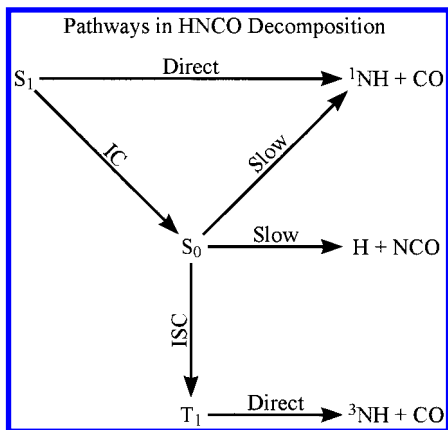 Pathways in HNCO Decomposition
Direct
S₁
¹NH + CO
IC
Slow
S₀
Slow
H + NCO
ISC
T₁
Direct
³NH + CO